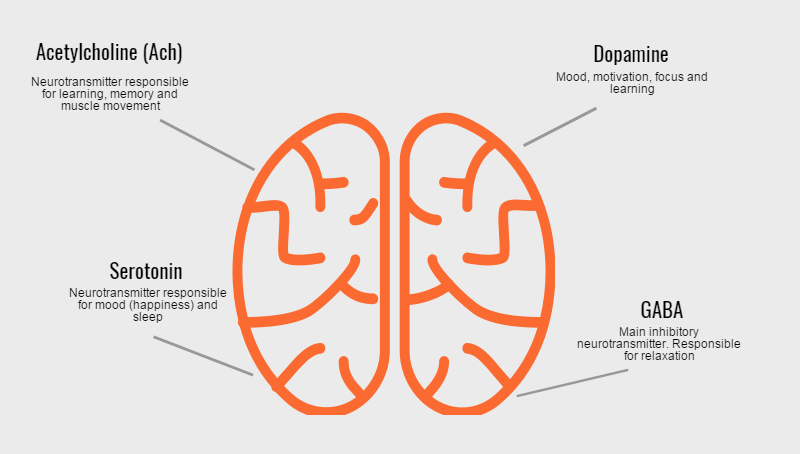 Acetylcholine (Ach)
Neurotransmitter responsible
for learning, memory and
muscle movement
Dopamine
Mood, motivation, focus and
learning
Serotonin
Neurotransmitter responsible
for mood (happiness) and
sleep
GABA
Main inhibitory
neurotransmitter. Responsible
for relaxation